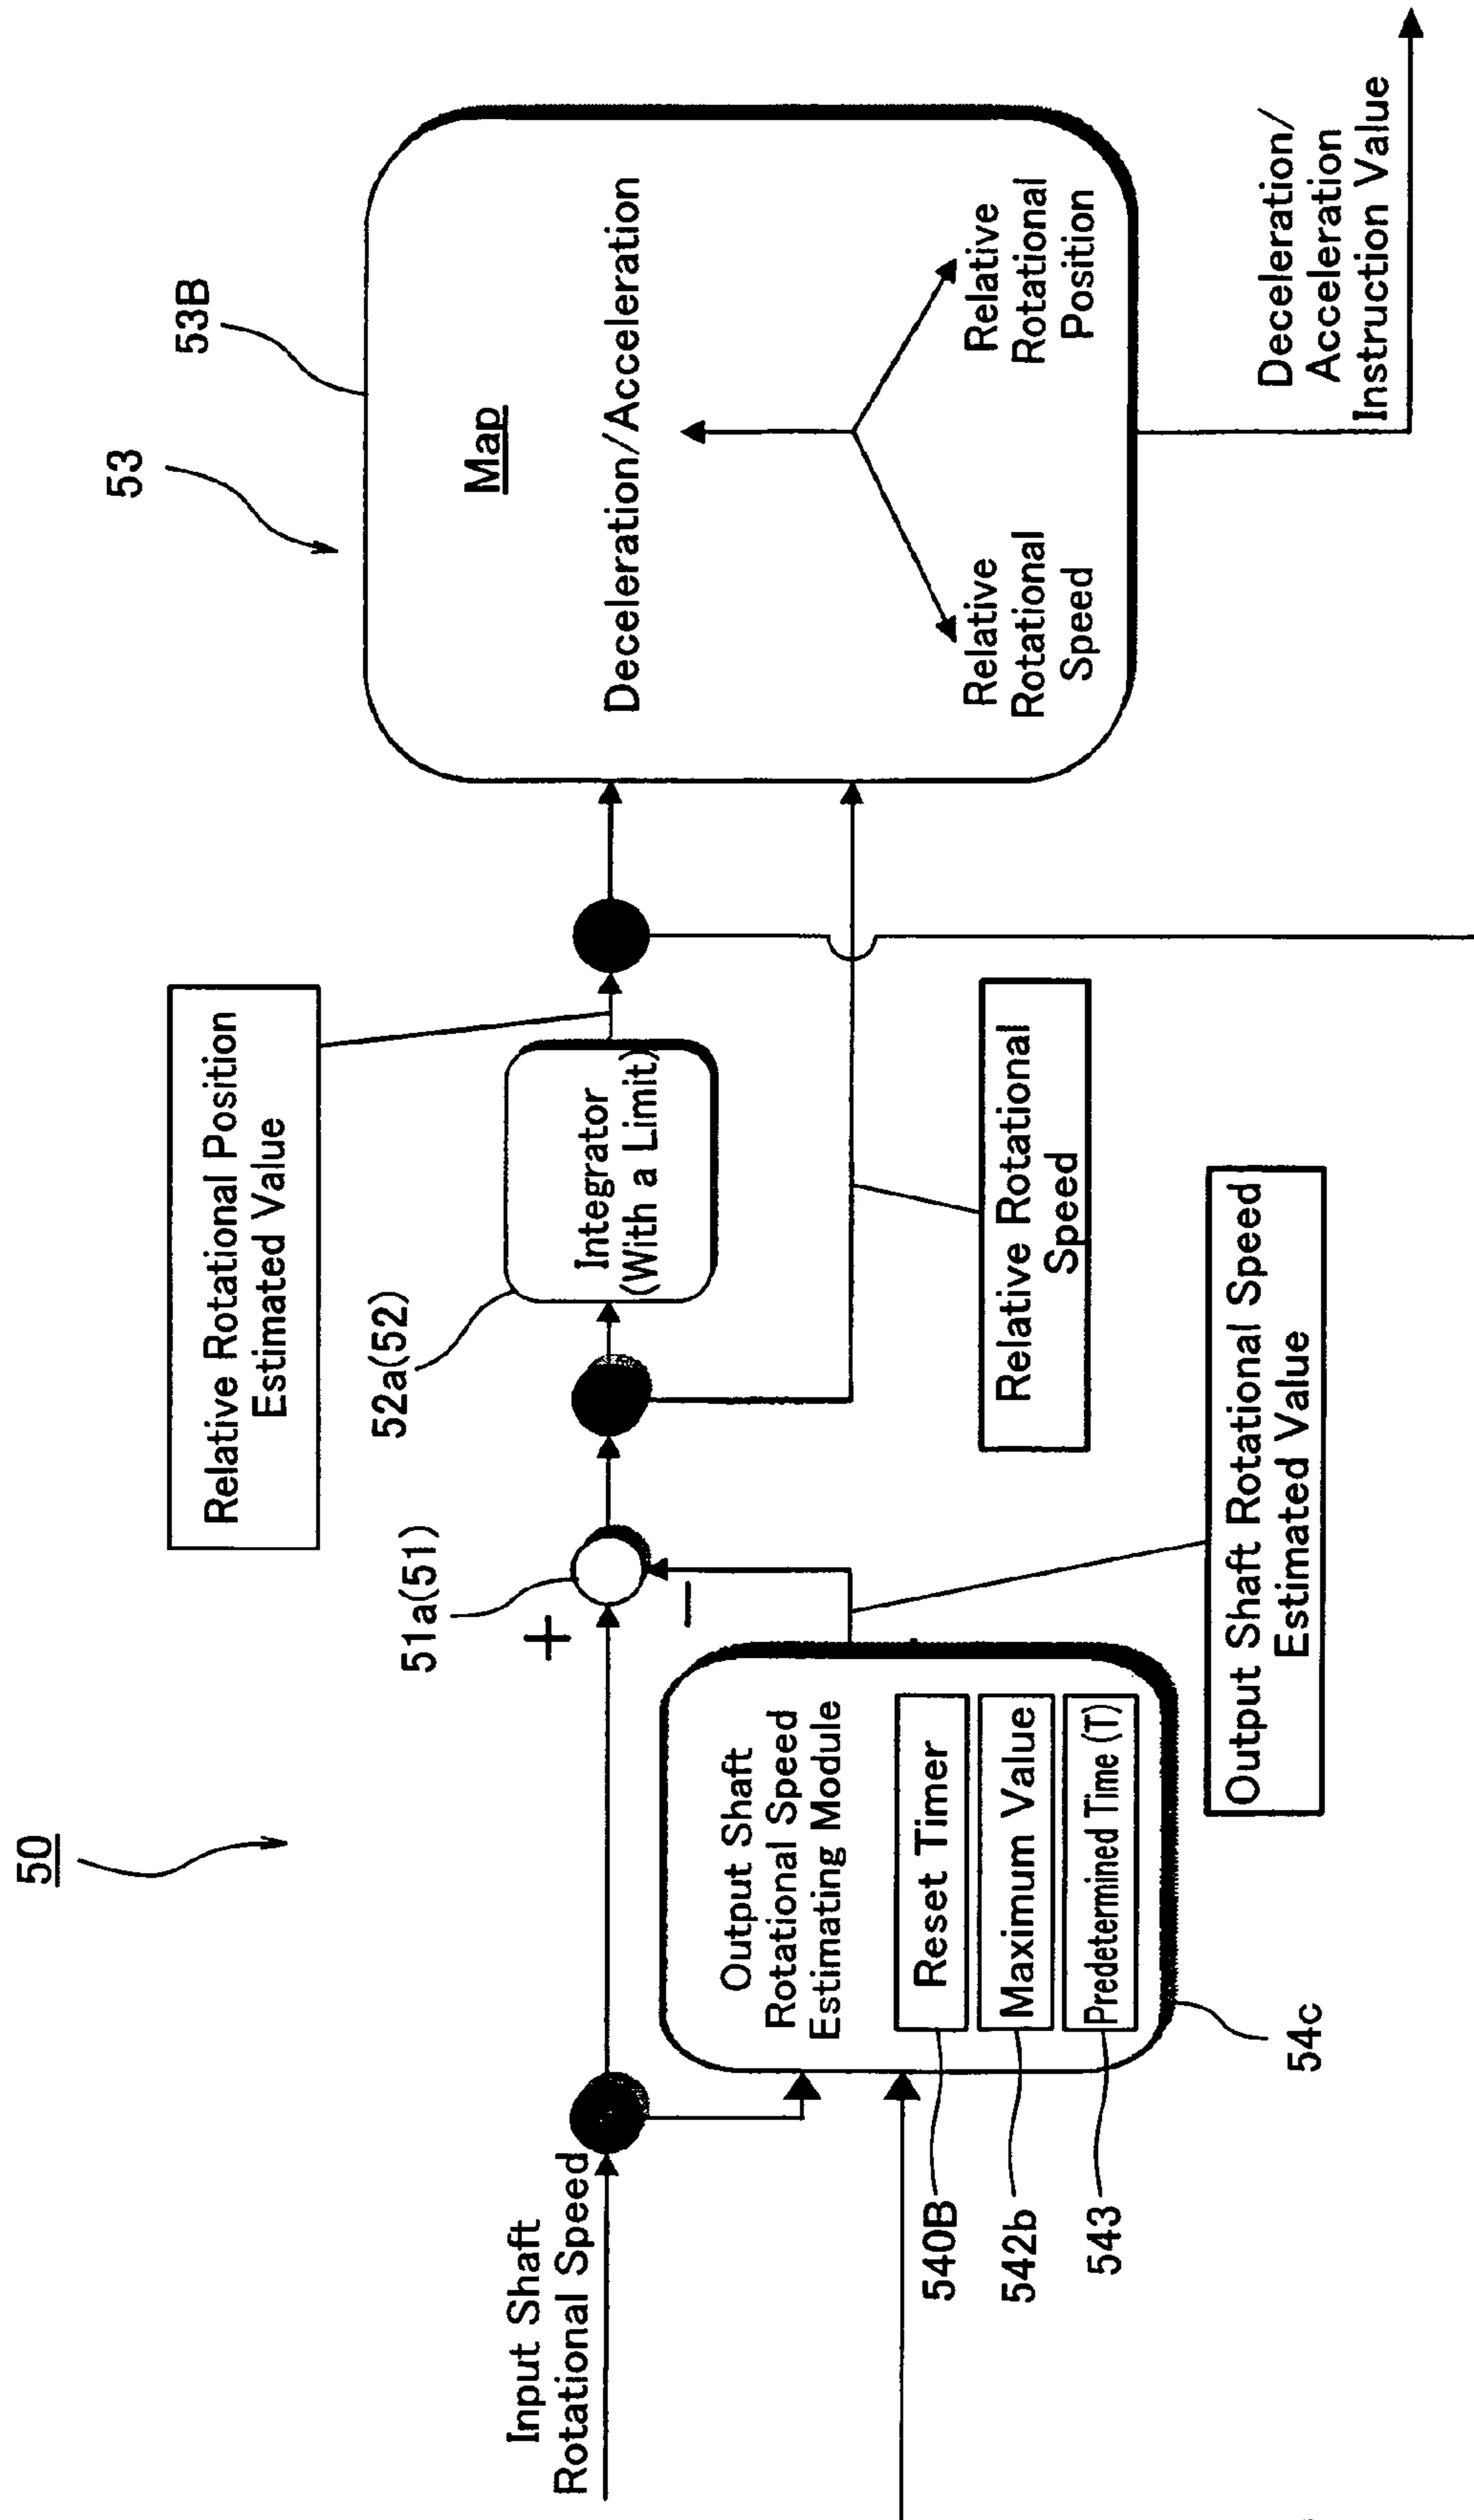 50
53
53B
Map
Deceleration/Acceleration
Relative
Rotational
Speed
Relative
Rotational
Position
Relative Rotational Position
Estimated Value
52a(52)
Integrator
(With a Limit)
51a(51)
+
−
Input Shaft
Rotational Speed
Output Shaft
Rotational Speed
Estimating Module
Reset Timer
Maximum Value
Predetermined Time (T)
540B
542b
543
54c
Relative Rotational
Speed
Output Shaft Rotational Speed
Estimated Value
Deceleration/
Acceleration
Instruction Value